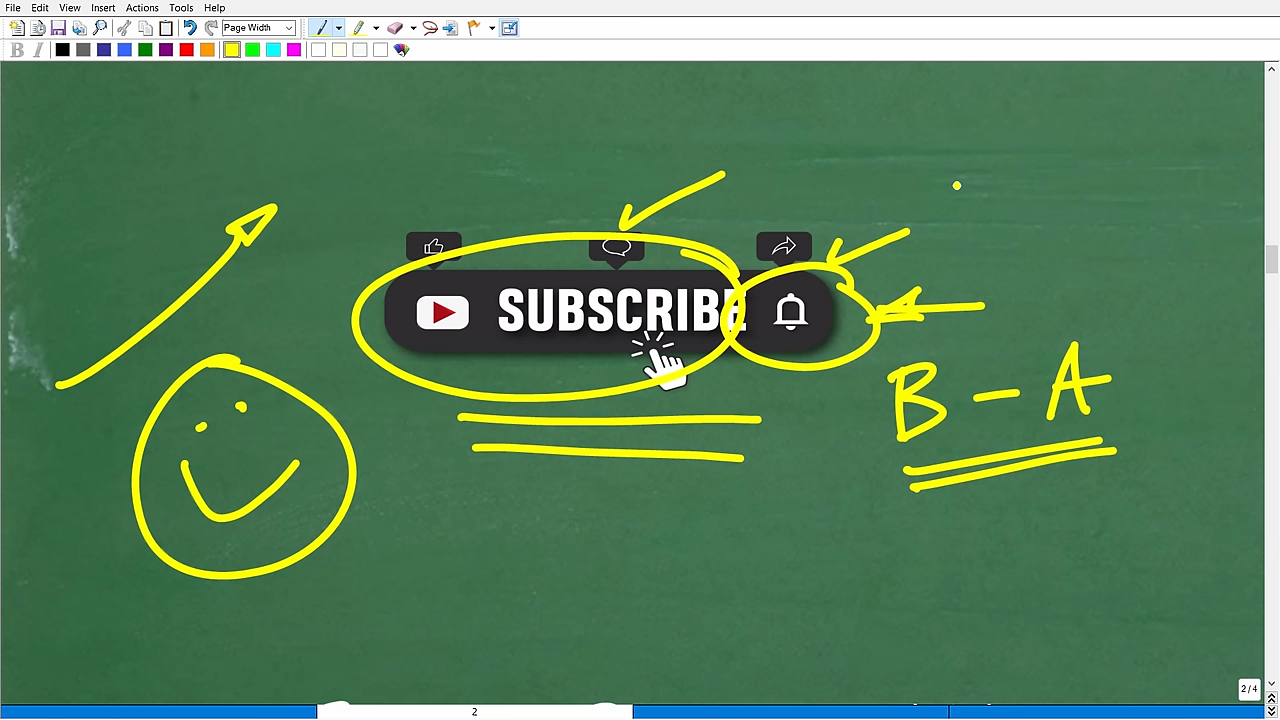 File Edit View Insert Actions Tools Help
Page Width
B I
SUBSCRIBE
B - A
2/4
2